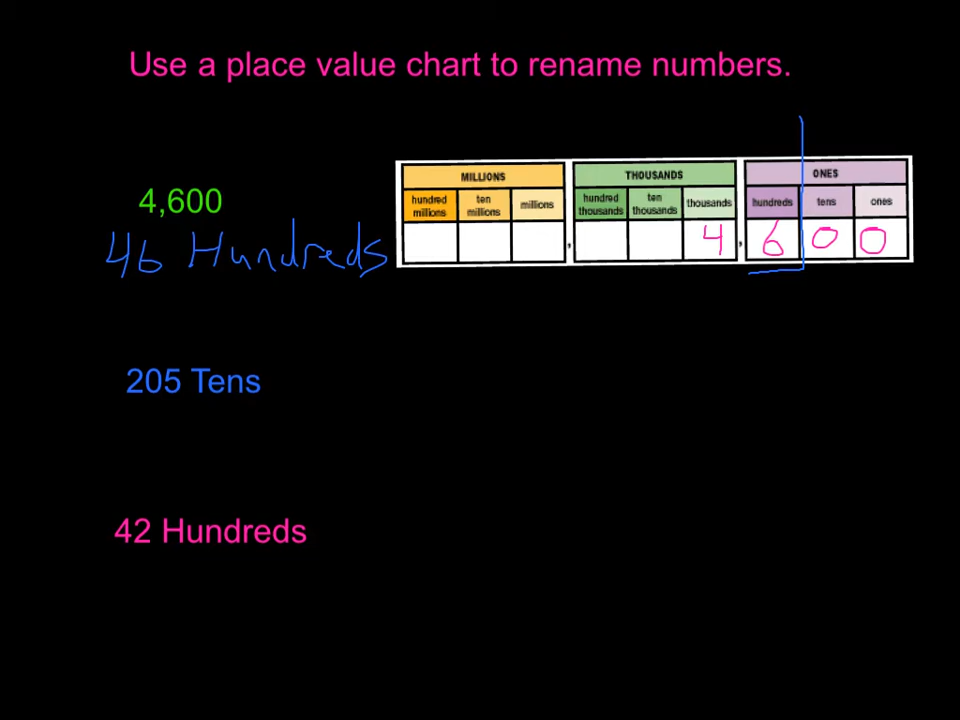 Use a place value chart to rename numbers.
4,600
46 Hundreds
MILLIONS THOUSANDS ONES
hundred millions ten millions millions hundred thousands ten thousands thousands hundreds tens ones
, 4 , 6 0 0
205 Tens
42 Hundreds